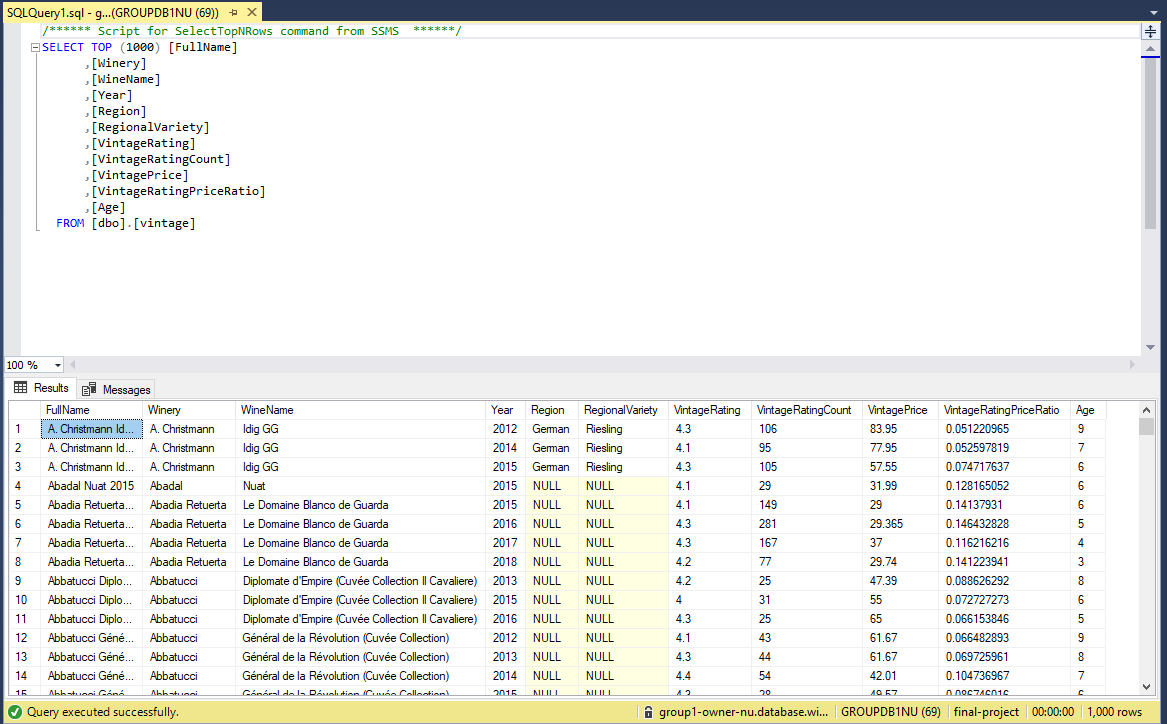 SQLQuery1.sql - g...(GROUPDB1NU (69))
/****** Script for SelectTopNRows command from SSMS  ******/
SELECT TOP (1000) [FullName]
,[Winery]
,[WineName]
,[Year]
,[Region]
,[RegionalVariety]
,[VintageRating]
,[VintageRatingCount]
,[VintagePrice]
,[VintageRatingPriceRatio]
,[Age]
FROM [dbo].[vintage]
100 %
Results Messages
FullName Winery WineName Year Region RegionalVariety VintageRating VintageRatingCount VintagePrice VintageRatingPriceRatio Age
1 A. Christmann Id... A. Christmann Idig GG 2012 German Riesling 4.3 106 83.95 0.051220965 9
2 A. Christmann Id... A. Christmann Idig GG 2014 German Riesling 4.1 95 77.95 0.052597819 7
3 A. Christmann Id... A. Christmann Idig GG 2015 German Riesling 4.3 105 57.55 0.074717637 6
4 Abadal Nuat 2015 Abadal Nuat 2015 NULL NULL 4.1 29 31.99 0.128165052 6
5 Abadia Retuerta... Abadia Retuerta Le Domaine Blanco de Guarda 2015 NULL NULL 4.1 149 29 0.14137931 6
6 Abadia Retuerta... Abadia Retuerta Le Domaine Blanco de Guarda 2016 NULL NULL 4.3 281 29.365 0.146432828 5
7 Abadia Retuerta... Abadia Retuerta Le Domaine Blanco de Guarda 2017 NULL NULL 4.3 167 37 0.116216216 4
8 Abadia Retuerta... Abadia Retuerta Le Domaine Blanco de Guarda 2018 NULL NULL 4.2 77 29.74 0.141223941 3
9 Abbatucci Diplo... Abbatucci Diplomate d'Empire (Cuvée Collection Il Cavaliere) 2013 NULL NULL 4.2 25 47.39 0.088626292 8
10 Abbatucci Diplo... Abbatucci Diplomate d'Empire (Cuvée Collection Il Cavaliere) 2015 NULL NULL 4 31 55 0.072727273 6
11 Abbatucci Diplo... Abbatucci Diplomate d'Empire (Cuvée Collection Il Cavaliere) 2016 NULL NULL 4.3 25 65 0.066153846 5
12 Abbatucci Géné... Abbatucci Général de la Révolution (Cuvée Collection) 2012 NULL NULL 4.1 43 61.67 0.066482893 9
13 Abbatucci Géné... Abbatucci Général de la Révolution (Cuvée Collection) 2013 NULL NULL 4.3 44 61.67 0.069725961 8
14 Abbatucci Géné... Abbatucci Général de la Révolution (Cuvée Collection) 2014 NULL NULL 4.4 54 42.01 0.104736967 7
15 Abbatucci Géné... Abbatucci Général de la Révolution (Cuvée Collection) 2015 NULL NULL 4.3 28 49.57 0.086746016 6
Query executed successfully. group1-owner-nu.database.wi... GROUPDB1NU (69) final-project 00:00:00 1,000 rows